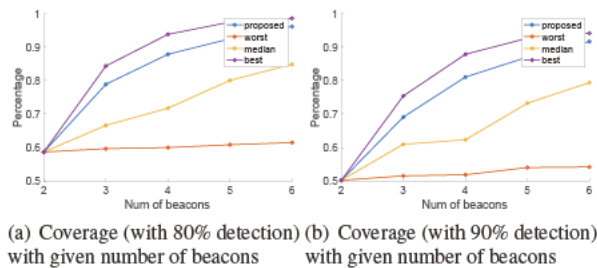 1
0.9
0.8
0.7
0.6
0.5
Percentage
2 3 4 5 6
Num of beacons
proposed
worst
median
best
1
0.9
0.8
0.7
0.6
0.5
Percentage
2 3 4 5 6
Num of beacons
proposed
worst
median
best
(a) Coverage (with 80% detection)
with given number of beacons
(b) Coverage (with 90% detection)
with given number of beacons